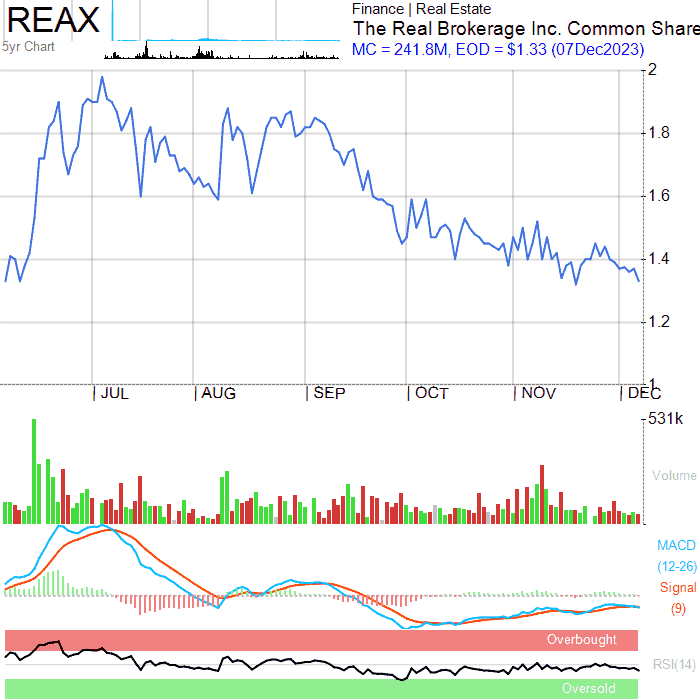 REAX
5yr Chart
Finance | Real Estate
The Real Brokerage Inc. Common Share
MC = 241.8M, EOD = $1.33 (07Dec2023)
2
1.8
1.6
1.4
1.2
1
JUL
AUG
SEP
OCT
NOV
DEC
531k
Volume
MACD
(12-26)
Signal
(9)
Overbought
RSI(14)
Oversold